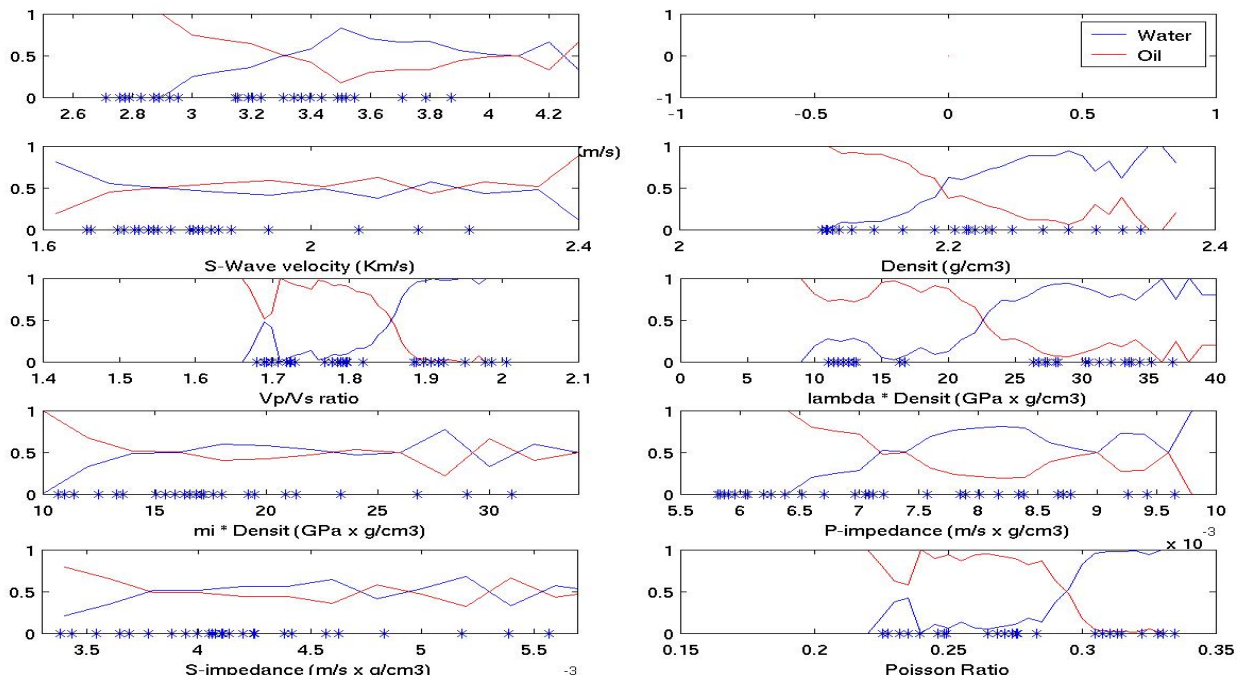 1
0.5
0
2.6 2.8 3 3.2 3.4 3.6 3.8 4 4.2
1
0
-1
-1 -0.5 0 0.5 1
Water
Oil
1
0.5
0
1.6 2 2.4
S-Wave velocity (Km/s)
Km/s)
1
0.5
0
2 2.2 2.4
Densit (g/cm3)
1
0.5
0
1.4 1.5 1.6 1.7 1.8 1.9 2 2.1
Vp/Vs ratio
1
0.5
0
0 5 10 15 20 25 30 35 40
lambda * Densit (GPa x g/cm3)
1
0.5
0
10 15 20 25 30
mi * Densit (GPa x g/cm3)
1
0.5
0
5.5 6 6.5 7 7.5 8 8.5 9 9.5 10
P-impedance (m/s x g/cm3)
x 10 -3
1
0.5
0
3.5 4 4.5 5 5.5
S-impedance (m/s x g/cm3)
-3
1
0.5
0
0.15 0.2 0.25 0.3 0.35
Poisson Ratio